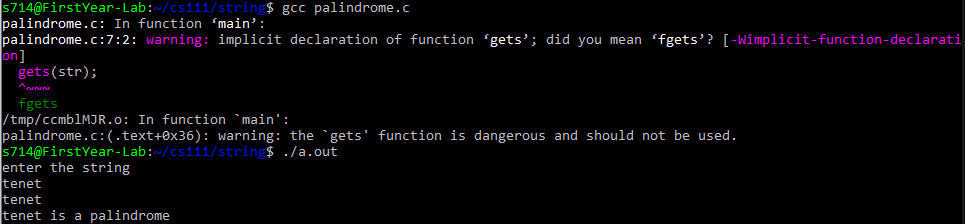 s714@FirstYear-Lab:~/cs111/string$ gcc palindrome.c
palindrome.c: In function ‘main’:
palindrome.c:7:2: warning: implicit declaration of function ‘gets’; did you mean ‘fgets’? [-Wimplicit-function-declarati
on]
  gets(str);
  ^~~~
  fgets
/tmp/ccmblMJR.o: In function `main':
palindrome.c:(.text+0x36): warning: the `gets' function is dangerous and should not be used.
s714@FirstYear-Lab:~/cs111/string$ ./a.out
enter the string
tenet
tenet
tenet is a palindrome